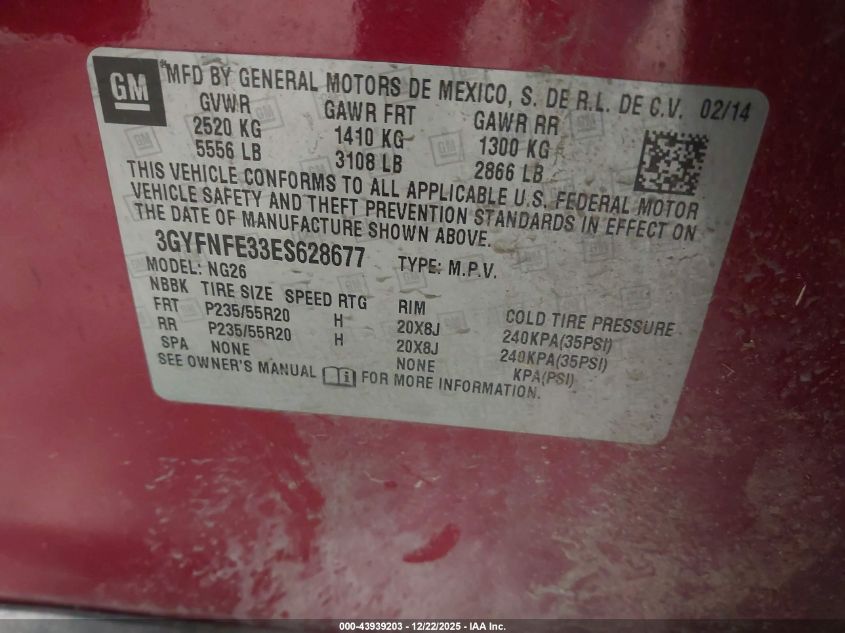 GM
MFD BY GENERAL MOTORS DE MEXICO, S. DE R.L. DE C.V. 02/14
GVWR GAWR FRT GAWR RR
2520 KG 1410 KG 1300 KG
5556 LB 3108 LB 2866 LB
THIS VEHICLE CONFORMS TO ALL APPLICABLE U.S. FEDERAL MOTOR
VEHICLE SAFETY AND THEFT PREVENTION STANDARDS IN EFFECT ON
THE DATE OF MANUFACTURE SHOWN ABOVE.
3GYFNFE33ES628677 TYPE: M.P.V.
MODEL: NG26
NBBK TIRE SIZE SPEED RTG RIM COLD TIRE PRESSURE
FRT P235/55R20 H 20X8J 240KPA(35PSI)
RR P235/55R20 H 20X8J 240KPA(35PSI)
SPA NONE NONE KPA(PSI)
SEE OWNER'S MANUAL FOR MORE INFORMATION.
000-43939203 - 12/22/2025 - IAA Inc.